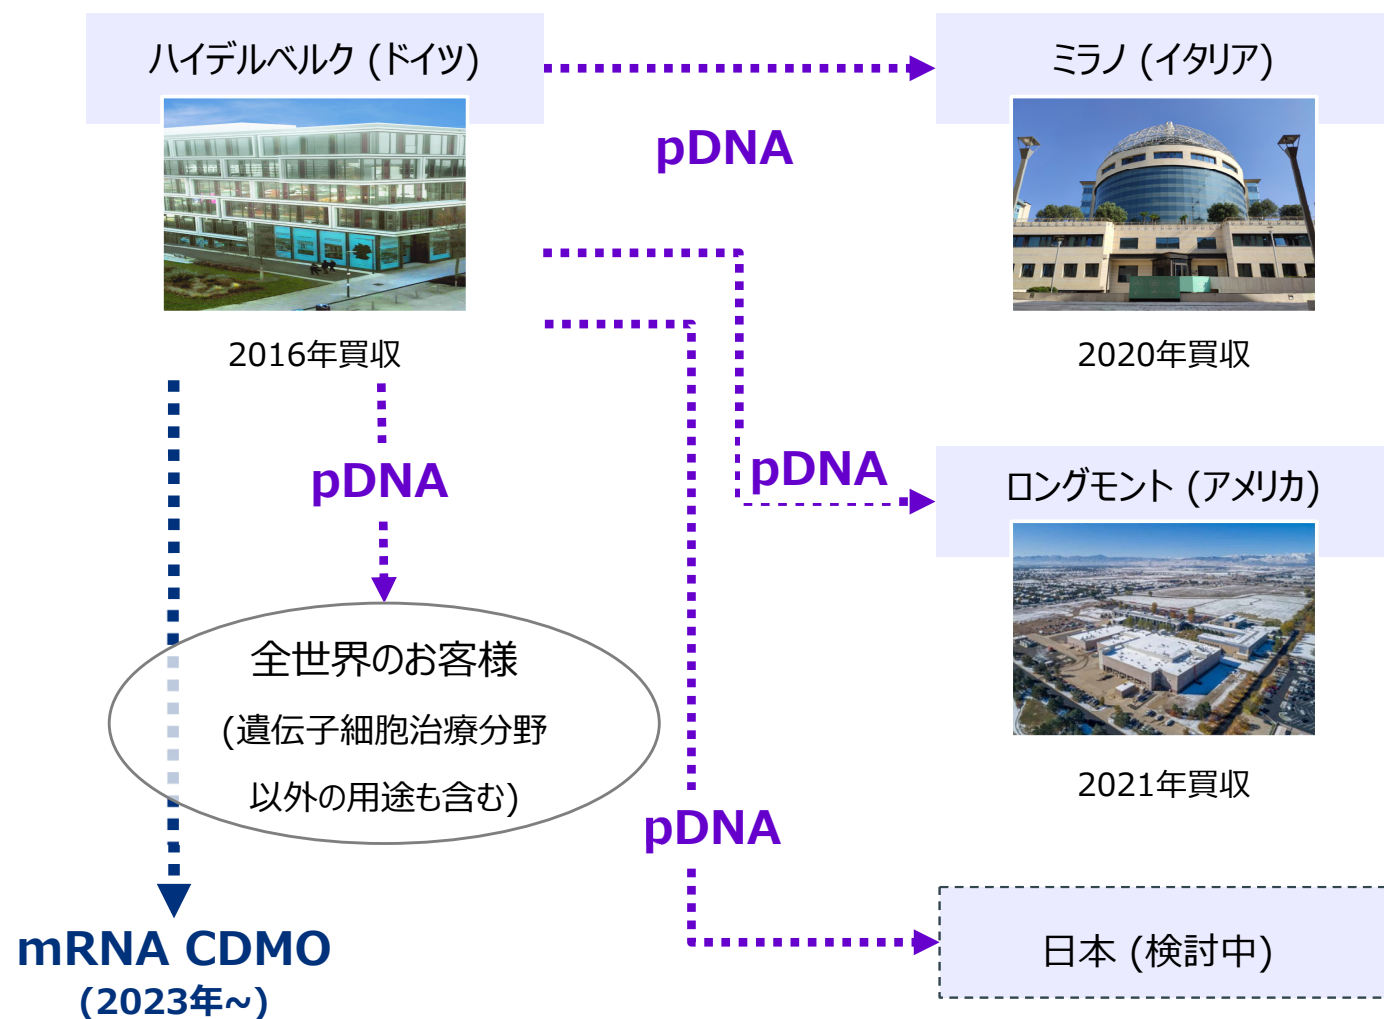 ハイデルベルク (ドイツ)
ミラノ (イタリア)
pDNA
2016年買収
2020年買収
pDNA
pDNA
ロングモント (アメリカ)
全世界のお客様
(遺伝子細胞治療分野
以外の用途も含む)
2021年買収
pDNA
mRNA CDMO
(2023年~)
日本 (検討中)